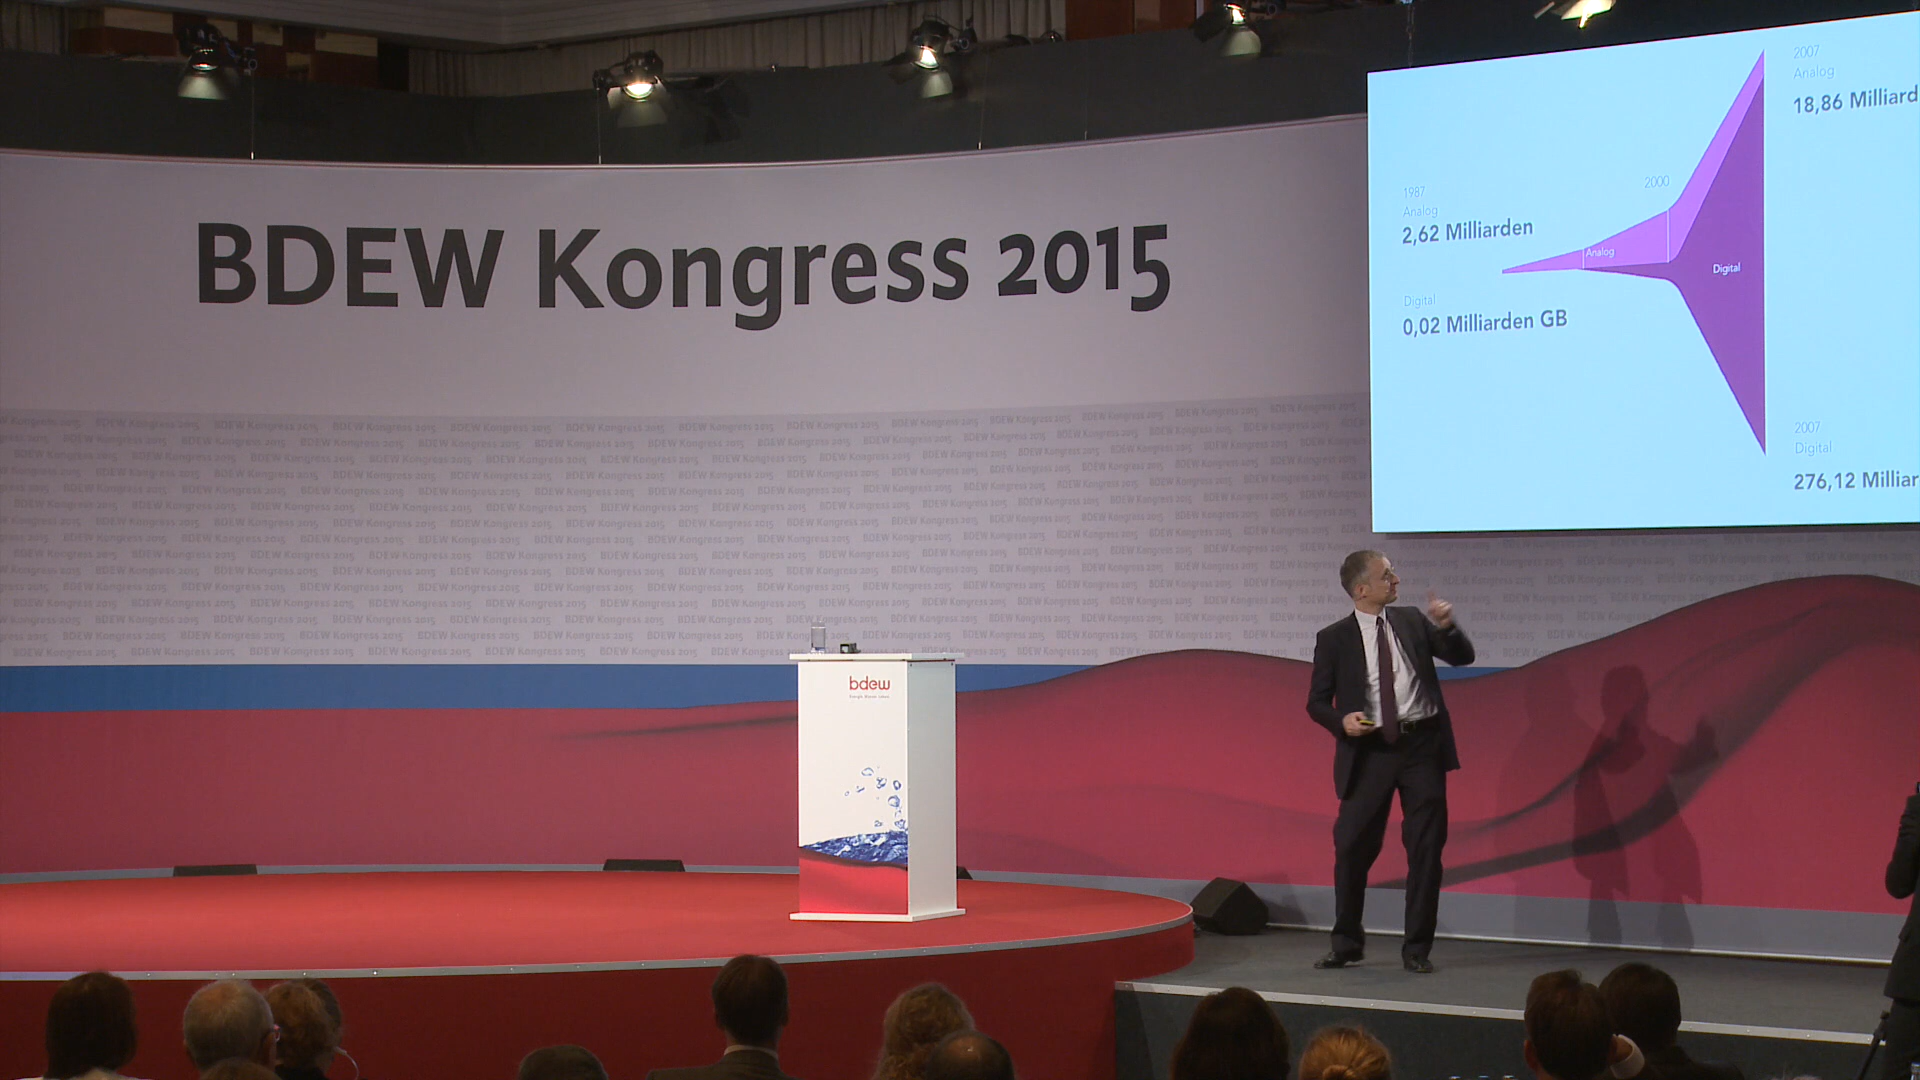 BDEW Kongress 2015
2007
Analog
18,86 Milliard
1987
Analog
2,62 Milliarden
2000
Analog
Digital
Digital
0,02 Milliarden GB
2007
Digital
276,12 Milliar
bdew